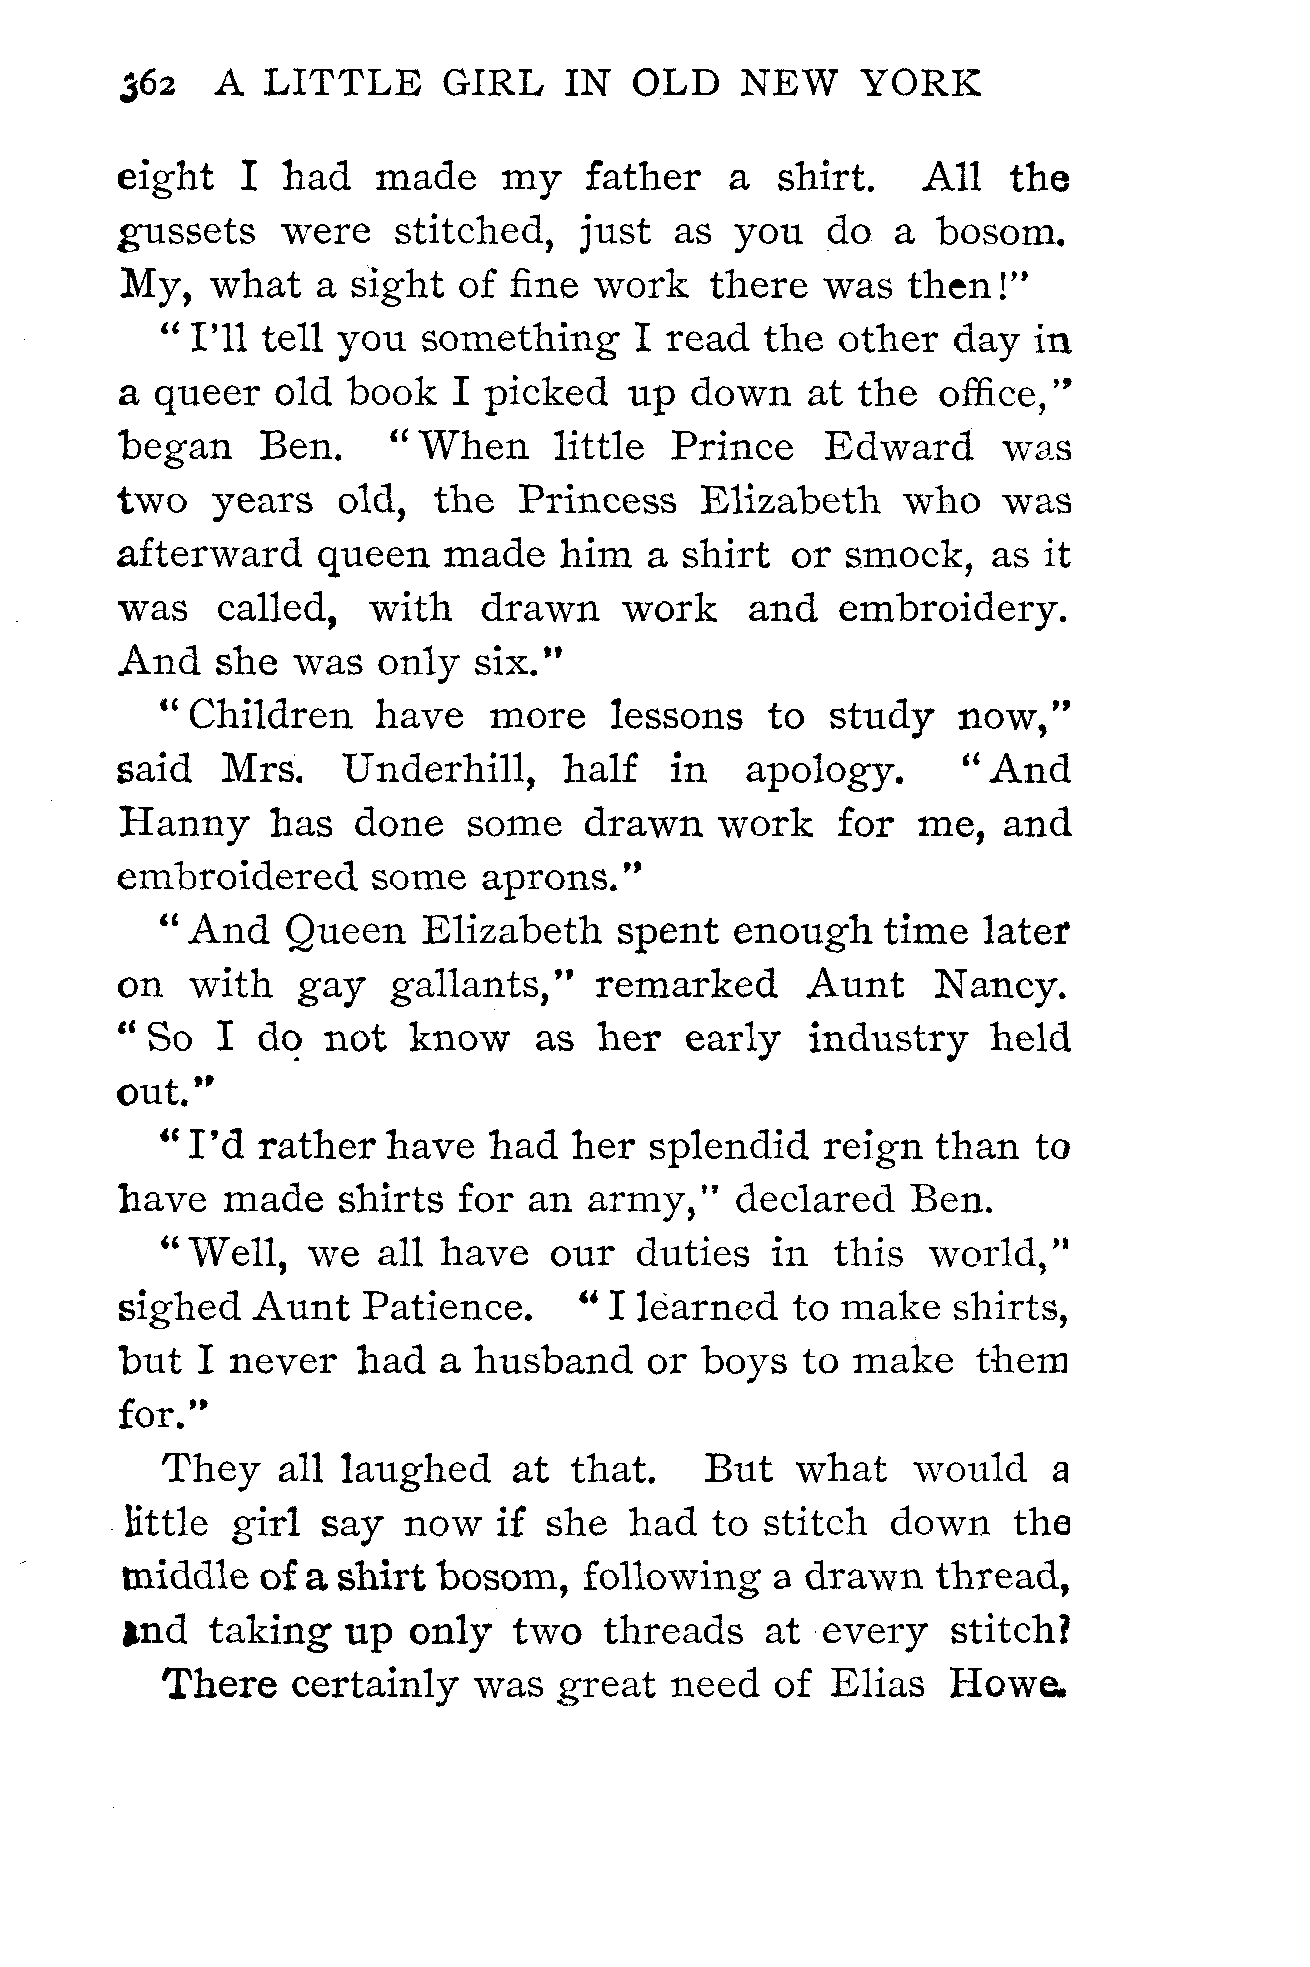 362 A LITTLE GIRL IN OLD NEW YORK
eight I had made my father a shirt. All the
gussets were stitched, just as you do a bosom.
My, what a sight of fine work there was then!"
"I'll tell you something I read the other day in
a queer old book I picked up down at the office,"
began Ben. "When little Prince Edward was
two years old, the Princess Elizabeth who was
afterward queen made him a shirt or smock, as it
was called, with drawn work and embroidery.
And she was only six."
"Children have more lessons to study now,"
said Mrs. Underhill, half in apology. "And
Hanny has done some drawn work for me, and
embroidered some aprons."
"And Queen Elizabeth spent enough time later
on with gay gallants," remarked Aunt Nancy.
"So I do not know as her early industry held
out."
"I'd rather have had her splendid reign than to
have made shirts for an army," declared Ben.
"Well, we all have our duties in this world,"
sighed Aunt Patience. "I learned to make shirts,
but I never had a husband or boys to make them
for."
They all laughed at that. But what would a
little girl say now if she had to stitch down the
middle of a shirt bosom, following a drawn thread,
and taking up only two threads at every stitch?
There certainly was great need of Elias Howe.